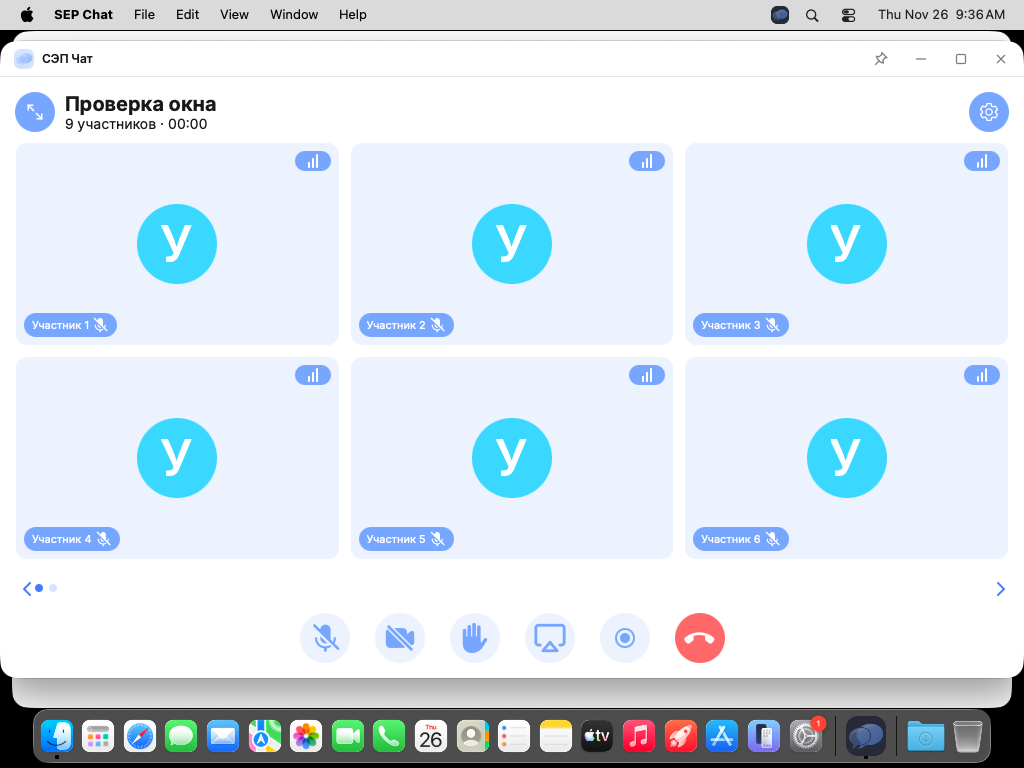 SEP Chat File Edit View Window Help Thu Nov 26 9:36 AM
СЭП Чат
Проверка окна
9 участников · 00:00
У У У
Участник 1 Участник 2 Участник 3
У У У
Участник 4 Участник 5 Участник 6
Thu
26
tv
1